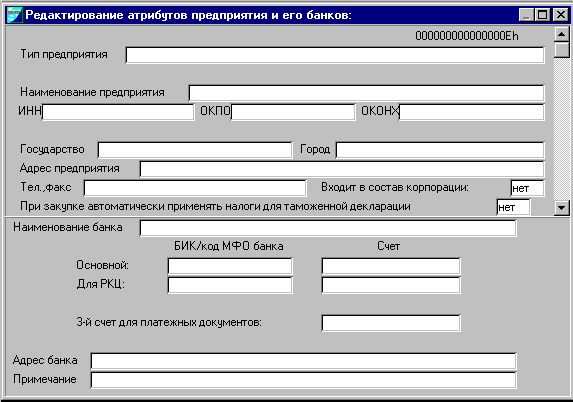 Редактирование атрибутов предприятия и его банков:
000000000000000Eh
Тип предприятия
Наименование предприятия
ИНН ОКПО ОКОНХ
Государство Город
Адрес предприятия
Тел.,факс Входит в состав корпорации: нет
При закупке автоматически применять налоги для таможенной декларации нет
Наименование банка
БИК/код МФО банка Счет
Основной:
Для РКЦ:
3-й счет для платежных документов:
Адрес банка
Примечание